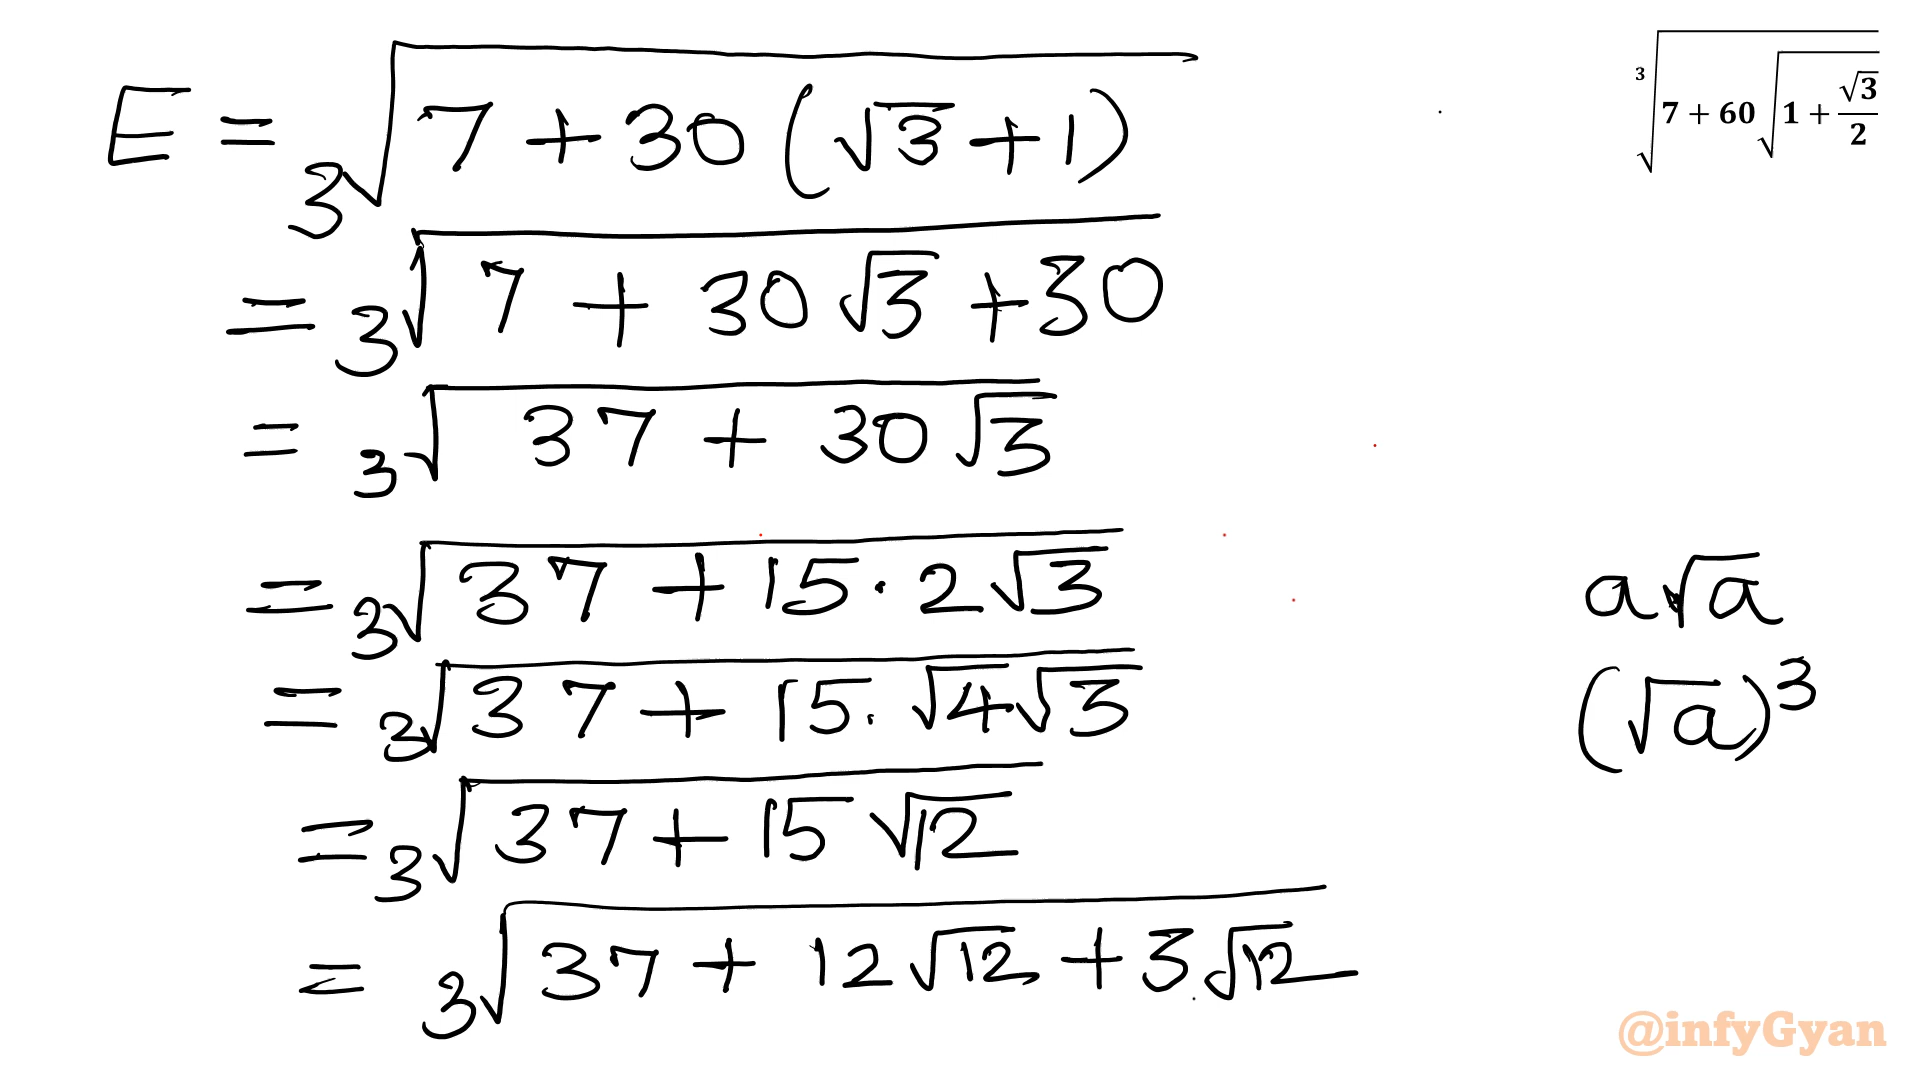 E = ∛(7 + 30(√3 + 1))
∛(7 + 60√(1 + √3/2))
= ∛(7 + 30√3 + 30)
= ∛(37 + 30√3)
= ∛(37 + 15·2√3)
a√a
= ∛(37 + 15.√4√3)
(√a)³
= ∛(37 + 15√12)
= ∛(37 + 12√12 + 3√12)
@infyGyan